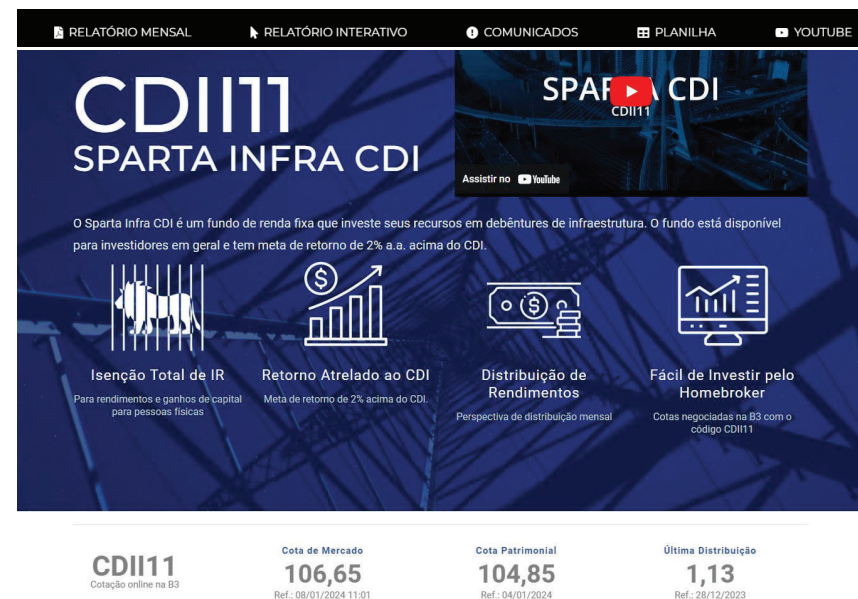 RELATÓRIO MENSAL
RELATÓRIO INTERATIVO
COMUNICADOS
PLANILHA
YOUTUBE
CDII11
SPARTA INFRA CDI
SPARTA CDI
CDII11
Assistir no YouTube
O Sparta Infra CDI é um fundo de renda fixa que investe seus recursos em debêntures de infraestrutura. O fundo está disponível
para investidores em geral e tem meta de retorno de 2% a.a. acima do CDI.
Isenção Total de IR
Para rendimentos e ganhos de capital
para pessoas físicas
Retorno Atrelado ao CDI
Meta de retorno de 2% acima do CDI.
Distribuição de
Rendimentos
Perspectiva de distribuição mensal
Fácil de Investir pelo
Homebroker
Cotas negociadas na B3 com o
código CDII11
CDII11
Cotação online na B3
Cota de Mercado
106,65
Ref.: 08/01/2024 11:01
Cota Patrimonial
104,85
Ref.: 04/01/2024
Última Distribuição
1,13
Ref.: 28/12/2023